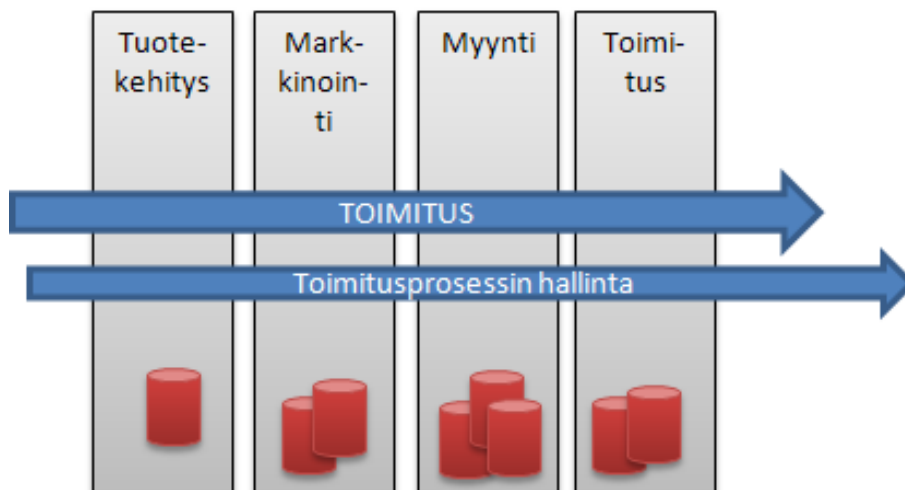 Tuote-
kehitys
Mark-
kinoin-
ti
Myynti
Toimi-
tus
TOIMITUS
Toimitusprosessin hallinta